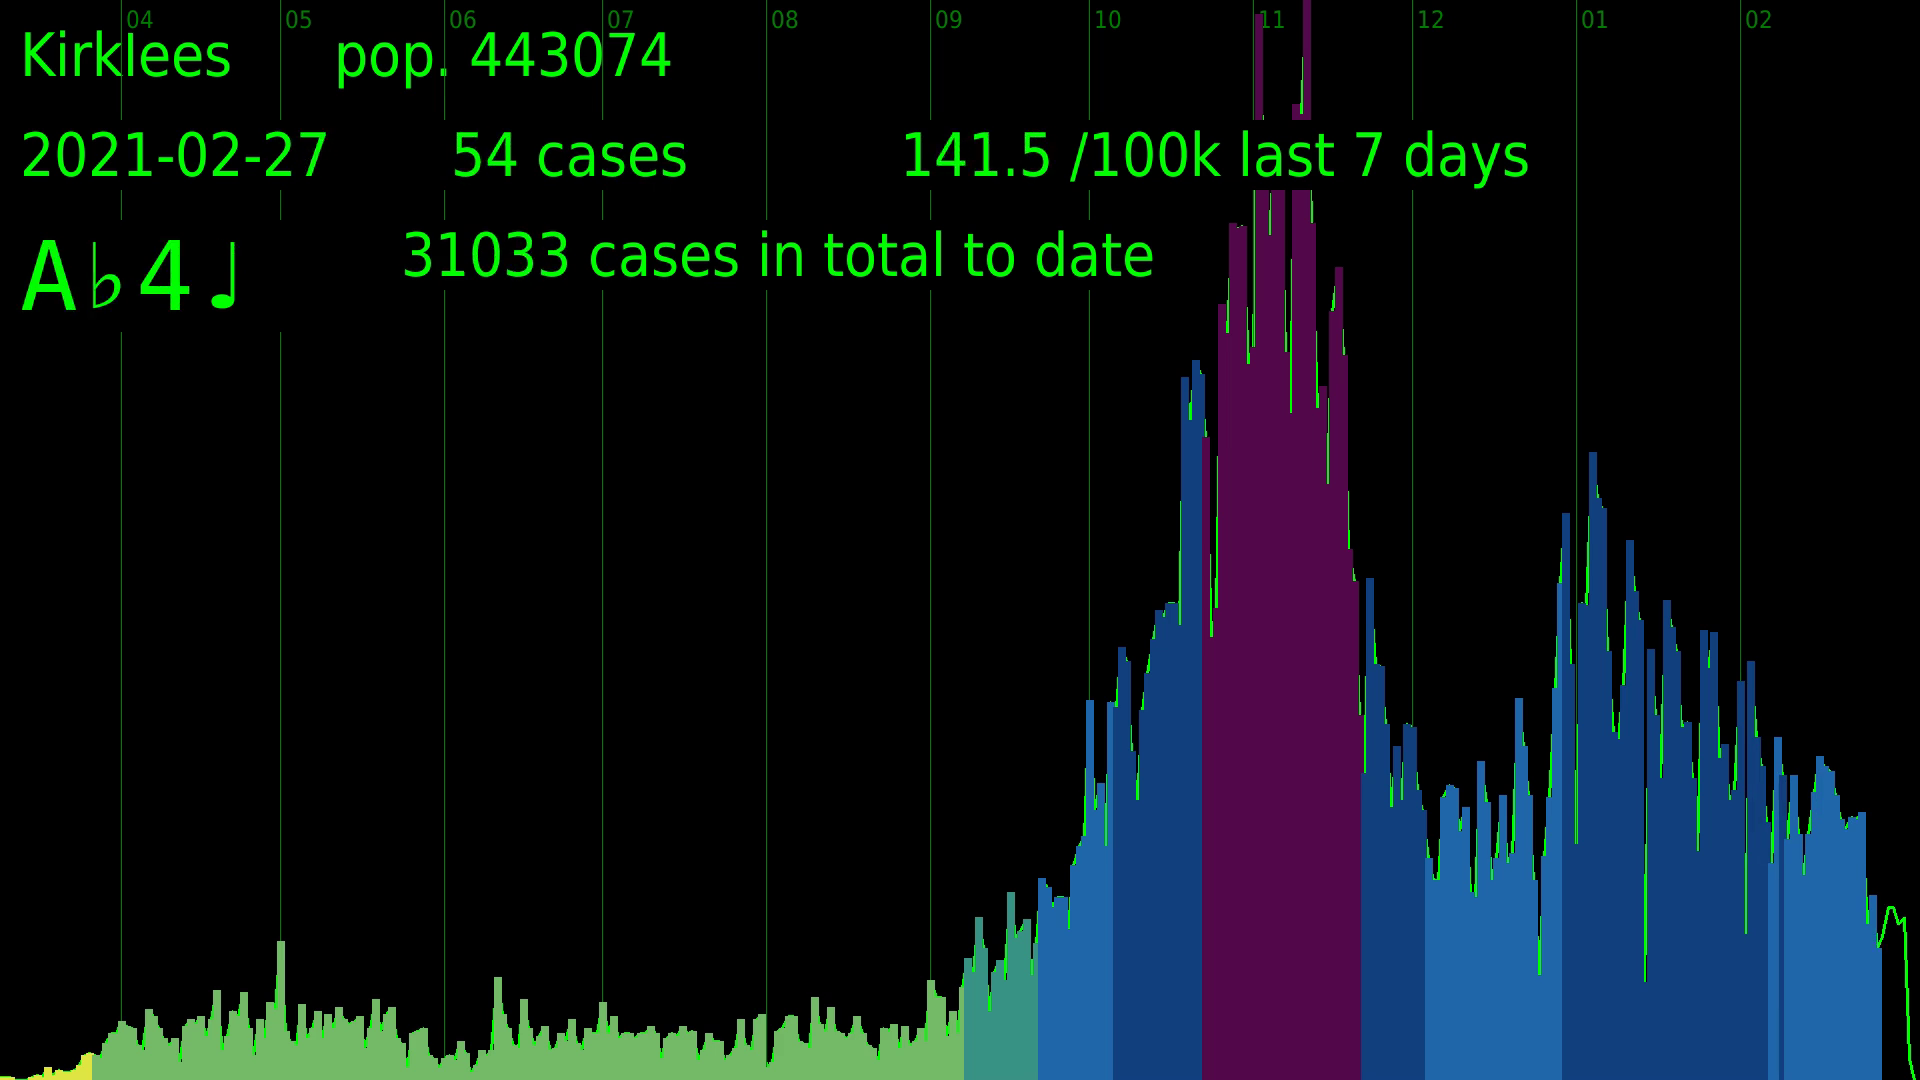 04 05 06 07 08 09 10 11 12 01 02
Kirklees pop. 443074
2021-02-27 54 cases 141.5 /100k last 7 days
A♭4♩ 31033 cases in total to date